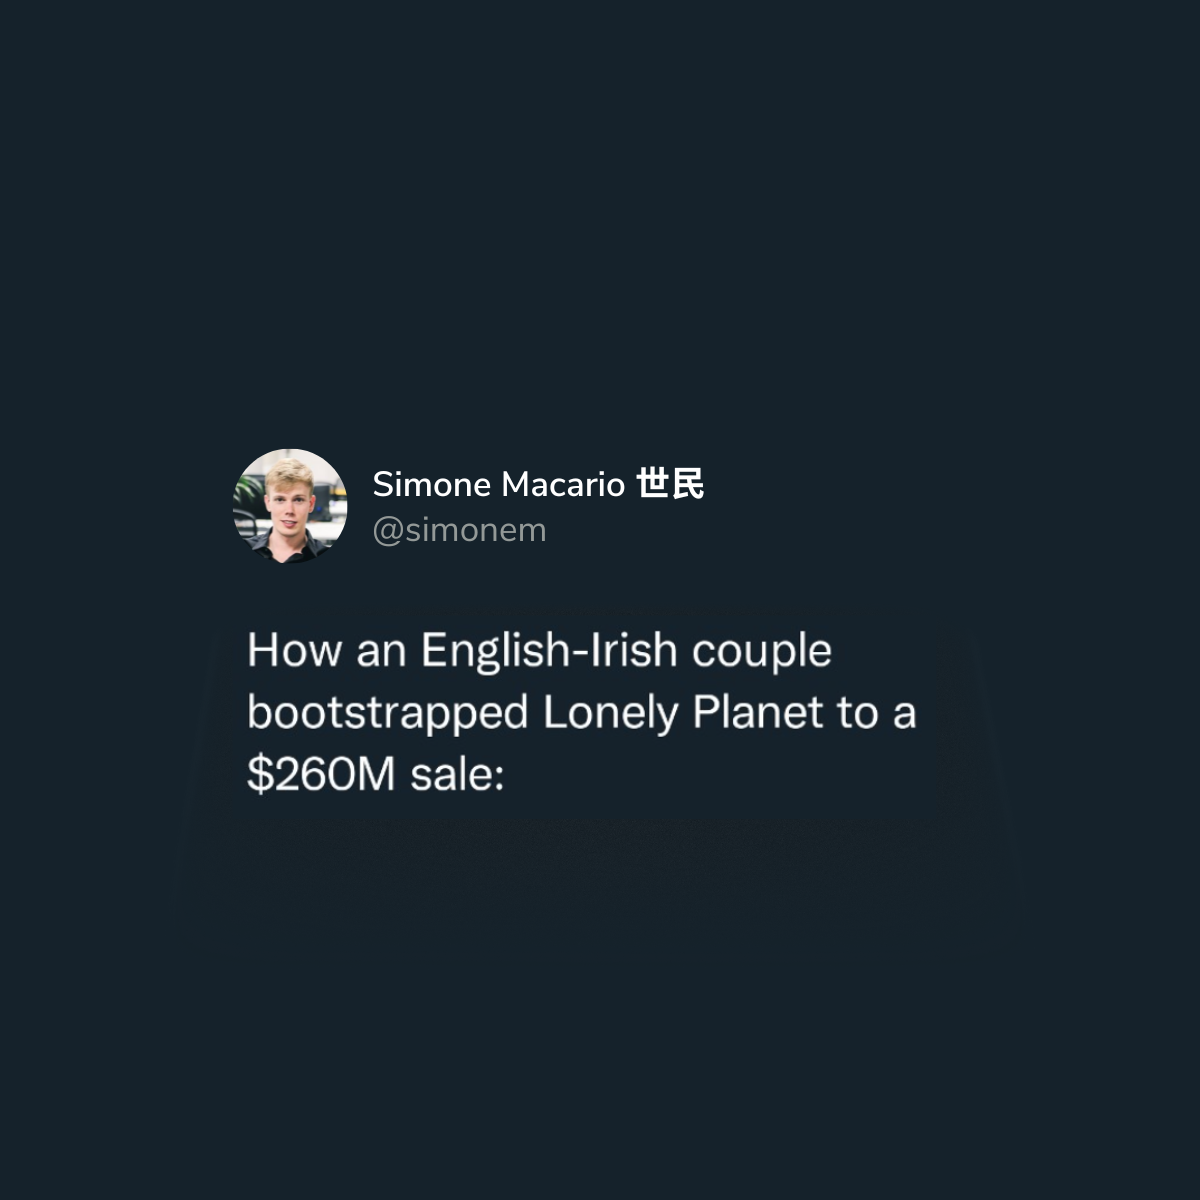 Simone Macario 世民
@simonem
How an English-Irish couple
bootstrapped Lonely Planet to a
$260M sale: